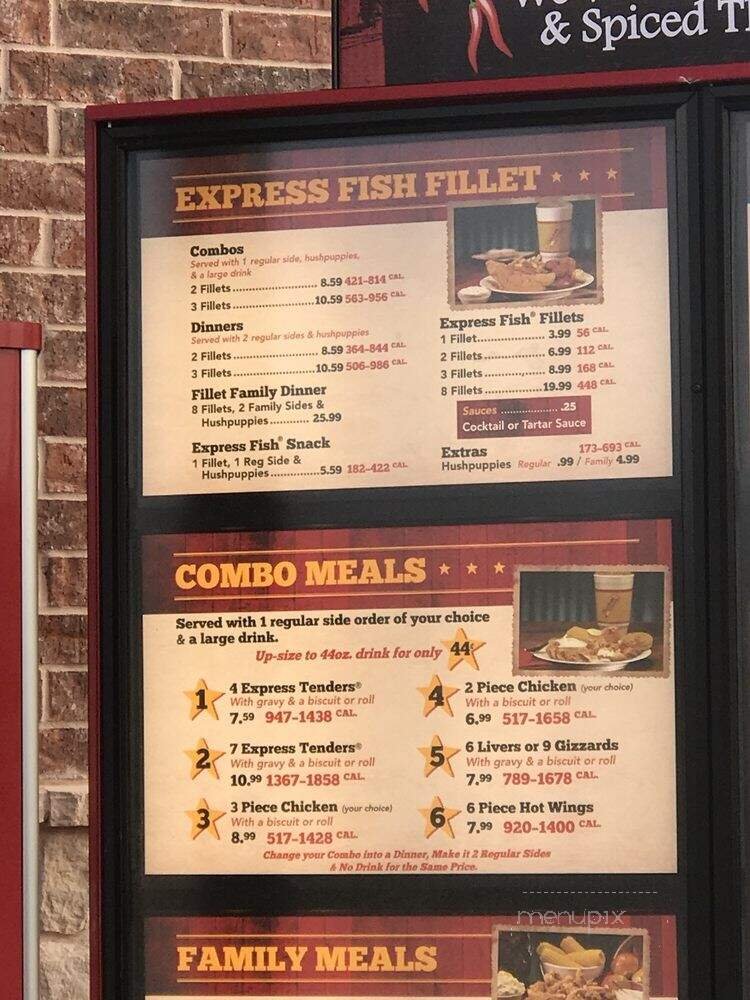 & Spiced
EXPRESS FISH FILLET
Combos
Served with 1 regular side, hushpuppies,
& a large drink
2 Fillets............................ 8.59 421-814 CAL.
3 Fillets...........................10.59 563-956 CAL.
Dinners
Served with 2 regular sides & hushpuppies
2 Fillets............................ 8.59 364-844 CAL.
3 Fillets...........................10.59 506-986 CAL.
Fillet Family Dinner
8 Fillets, 2 Family Sides &
Hushpuppies............ 25.99
Express Fish® Snack
1 Fillet, 1 Reg Side &
Hushpuppies................5.59 182-422 CAL.
Express Fish® Fillets
1 Fillet...................... 3.99 56 CAL.
2 Fillets.................... 6.99 112 CAL.
3 Fillets.................... 8.99 168 CAL.
8 Fillets...................19.99 448 CAL.
Sauces .................. .25
Cocktail or Tartar Sauce
Extras 173-693 CAL.
Hushpuppies Regular .99 / Family 4.99
COMBO MEALS
Served with 1 regular side order of your choice
& a large drink.
Up-size to 44oz. drink for only 44¢
1 4 Express Tenders®
With gravy & a biscuit or roll
7.59 947-1438 CAL.
2 7 Express Tenders®
With gravy & a biscuit or roll
10.99 1367-1858 CAL.
3 3 Piece Chicken (your choice)
With a biscuit or roll
8.99 517-1428 CAL.
4 2 Piece Chicken (your choice)
With a biscuit or roll
6.99 517-1658 CAL.
5 6 Livers or 9 Gizzards
With gravy & a biscuit or roll
7.99 789-1678 CAL.
6 6 Piece Hot Wings
7.99 920-1400 CAL.
Change your Combo into a Dinner, Make it 2 Regular Sides
& No Drink for the Same Price.
menupix
FAMILY MEALS